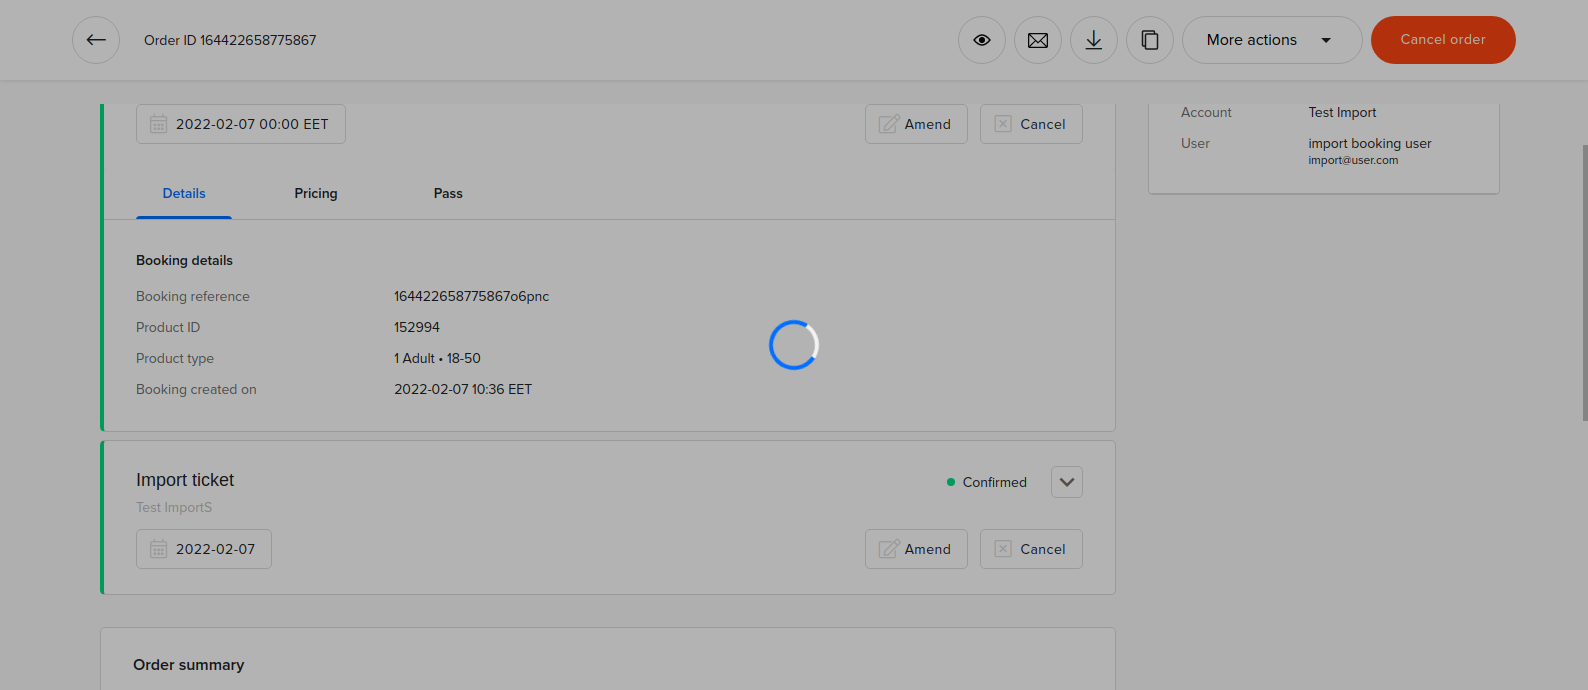 Order ID 164422658775867
More actions
Cancel order
2022-02-07 00:00 EET
Amend
Cancel
Account Test Import
User import booking user
import@user.com
Details Pricing Pass
Booking details
Booking reference 164422658775867o6pnc
Product ID 152994
Product type 1 Adult • 18-50
Booking created on 2022-02-07 10:36 EET
Import ticket
Confirmed
Test ImportS
2022-02-07
Amend
Cancel
Order summary